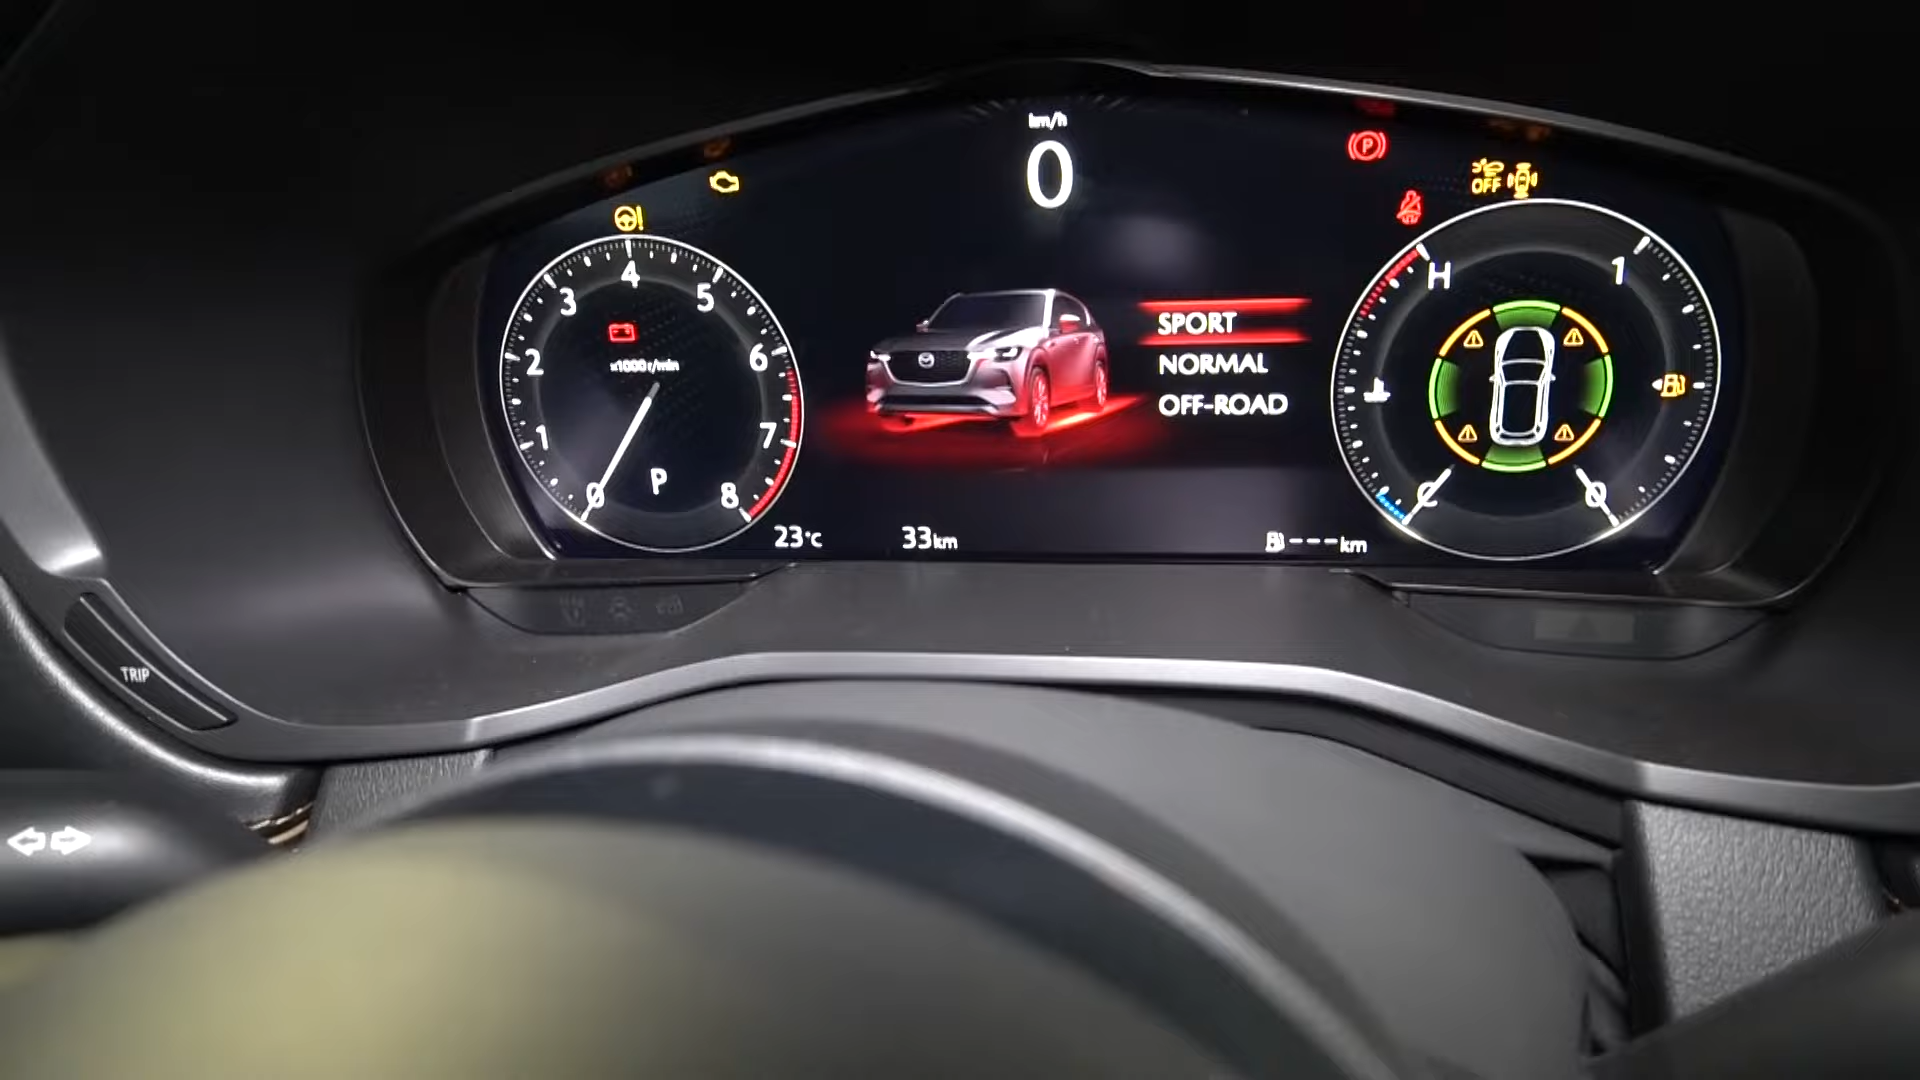 km/h
0
P
OFF
4
3
5
2
6
x1000 r/min
1
7
P
0
8
SPORT
NORMAL
OFF-ROAD
H
1
C
0
23°C
33km
---km
TRIP